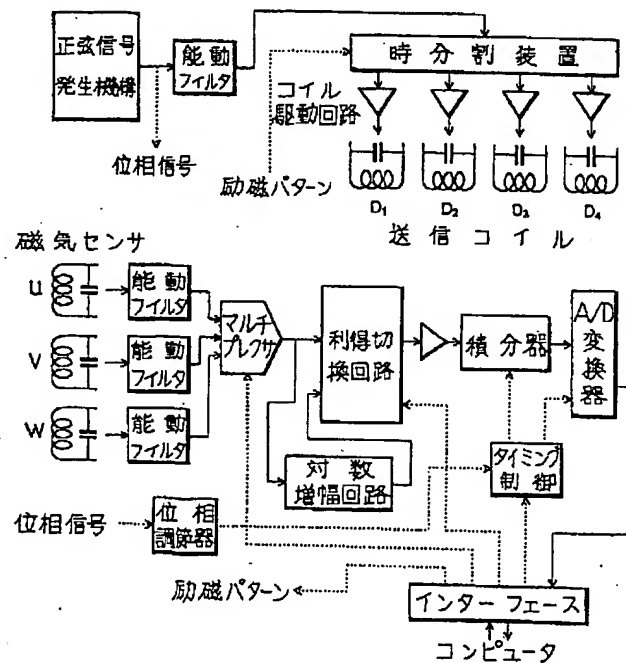 正弦信号
発生機構
能動
フィルタ
時分割装置
コイル
駆動回路
位相信号
励磁パターン
D₁
D₂
D₃
D₄
送信コイル
磁気センサ
U
能動
フィルタ
V
能動
フィルタ
W
能動
フィルタ
マルチ
プレクサ
利得切
換回路
積分器
A/D
変
換
器
対数
増幅回路
タイミング
制御
位相信号
位相
調節器
励磁パターン
インターフェース
コンピュータ